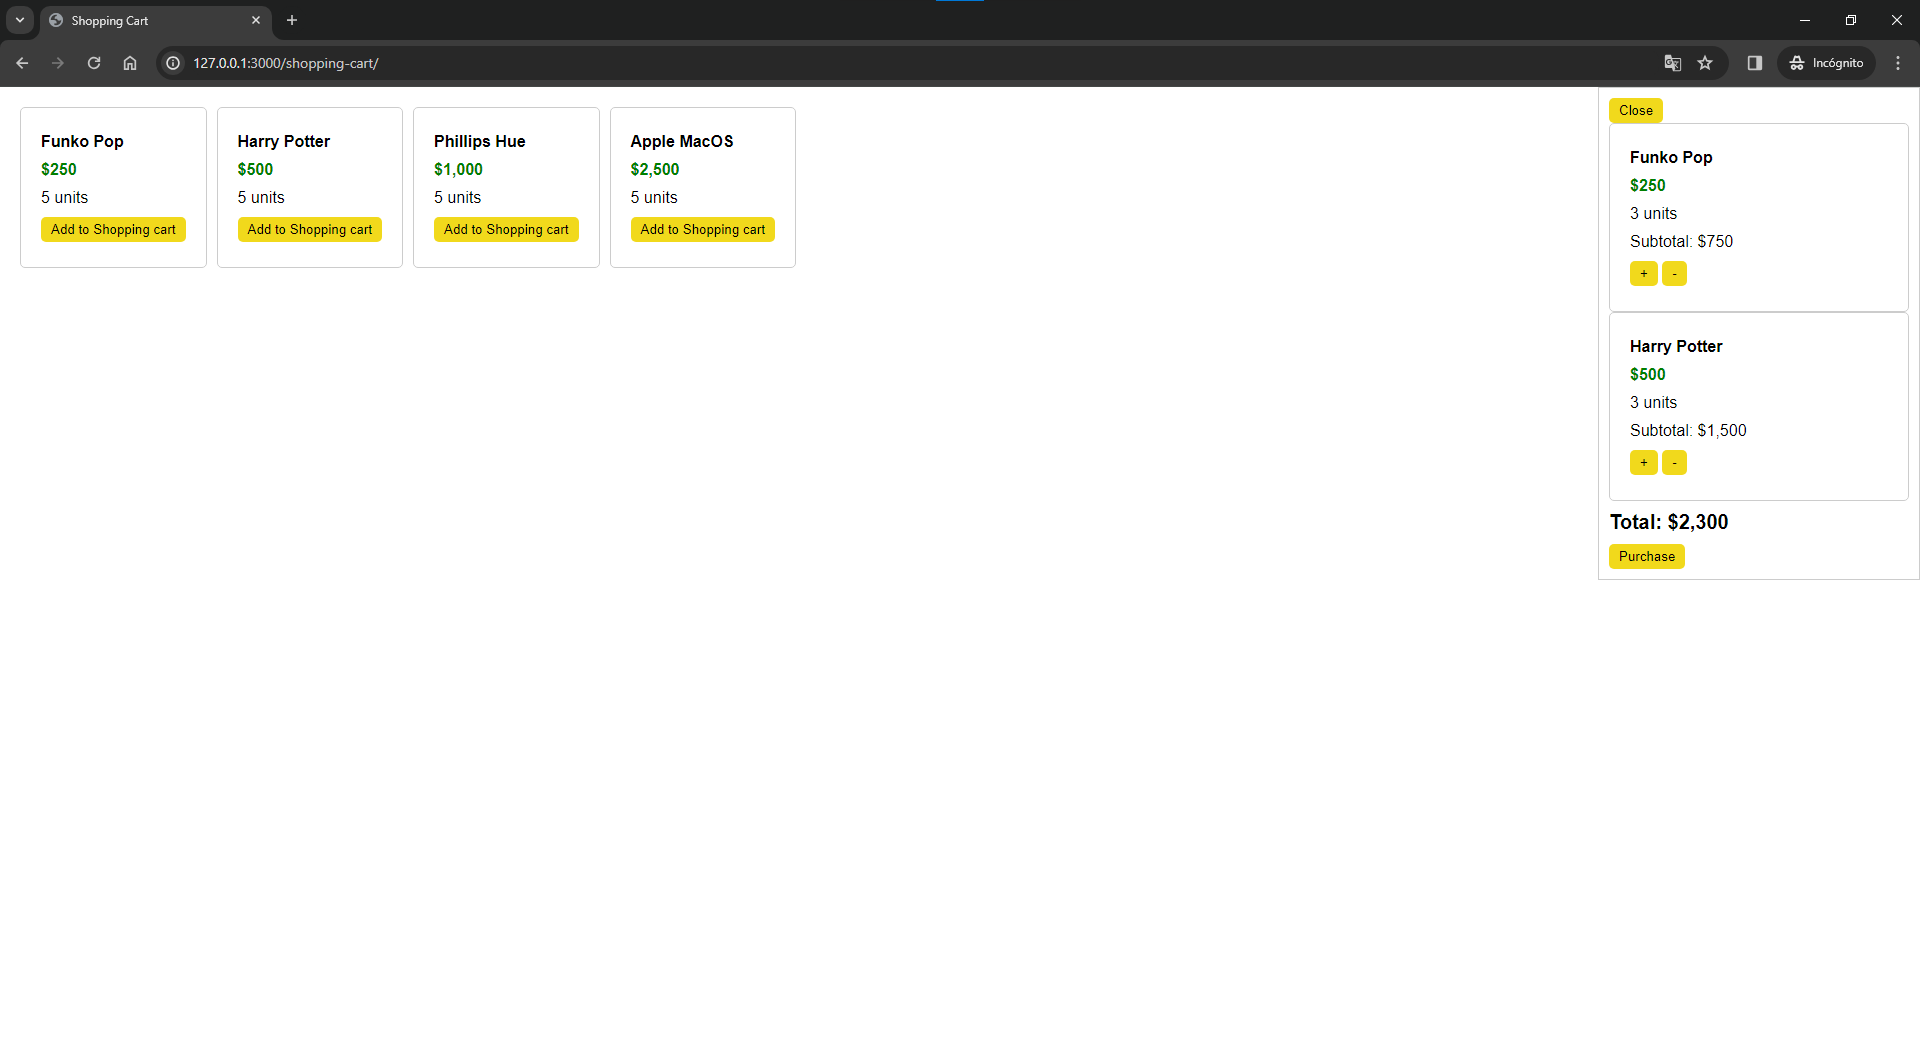 Shopping Cart
127.0.0.1:3000/shopping-cart/
Incógnito
Funko Pop
$250
5 units
Add to Shopping cart
Harry Potter
$500
5 units
Add to Shopping cart
Phillips Hue
$1,000
5 units
Add to Shopping cart
Apple MacOS
$2,500
5 units
Add to Shopping cart
Close
Funko Pop
$250
3 units
Subtotal: $750
+ -
Harry Potter
$500
3 units
Subtotal: $1,500
+ -
Total: $2,300
Purchase